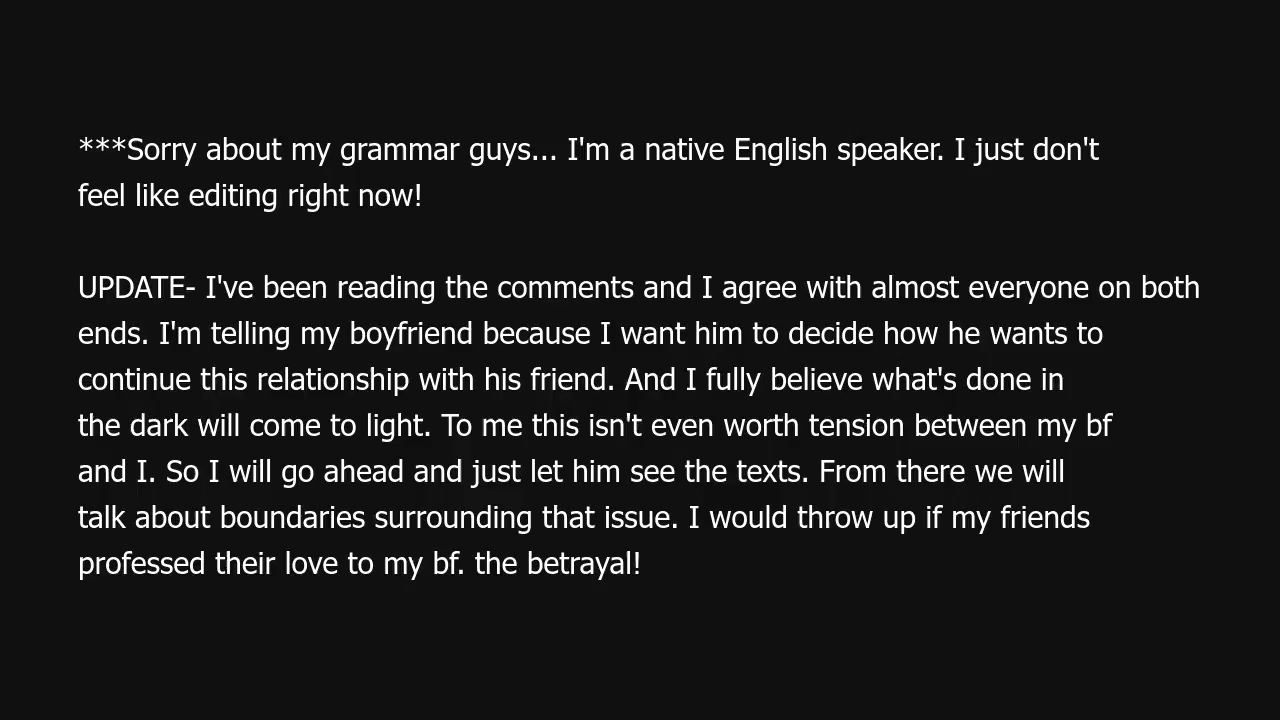 ***Sorry about my grammar guys... I'm a native English speaker. I just don't
feel like editing right now!
UPDATE- I've been reading the comments and I agree with almost everyone on both
ends. I'm telling my boyfriend because I want him to decide how he wants to
continue this relationship with his friend. And I fully believe what's done in
the dark will come to light. To me this isn't even worth tension between my bf
and I. So I will go ahead and just let him see the texts. From there we will
talk about boundaries surrounding that issue. I would throw up if my friends
professed their love to my bf. the betrayal!